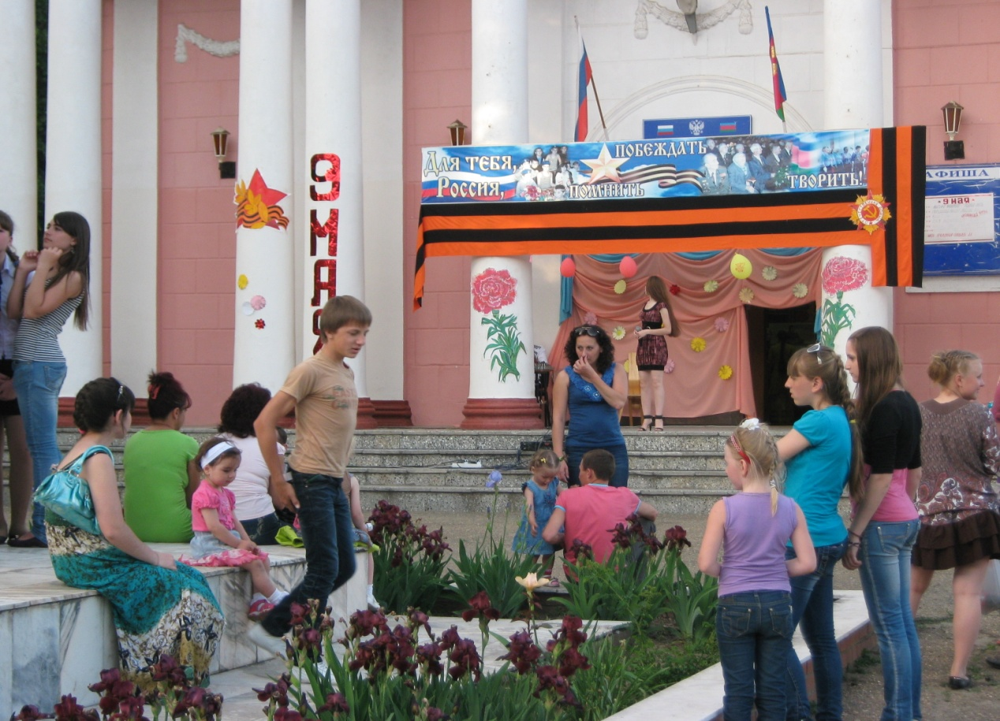 9 МАЯ
Для тебя,
Россия,
побеждать
помнить
творить!
АФИША
9 мая